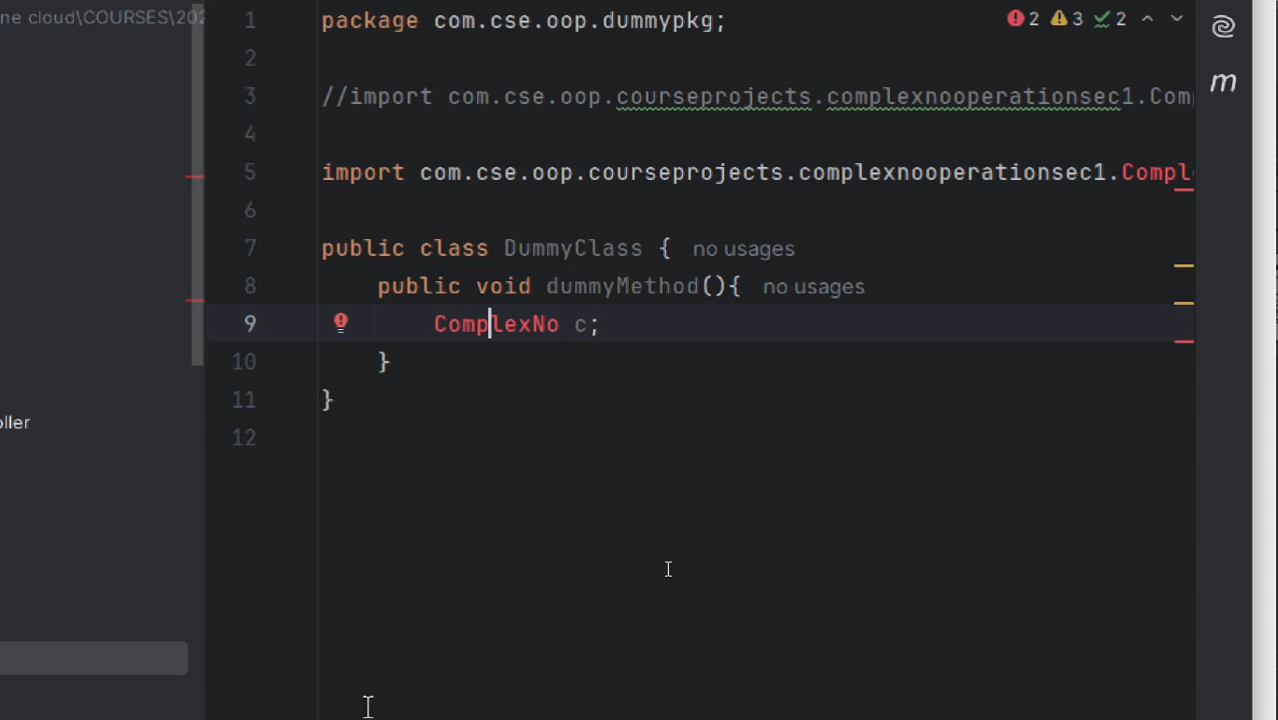 ne cloud\COURSES\202
1 package com.cse.oop.dummypkg; 2 3 2
2
3 //import com.cse.oop.courseprojects.complexnooperationsec1.Com
4
5 import com.cse.oop.courseprojects.complexnooperationsec1.Compl
6
7 public class DummyClass { no usages
8 public void dummyMethod(){ no usages
9 ComplexNo c;
10 }
11 }
12
oller
m